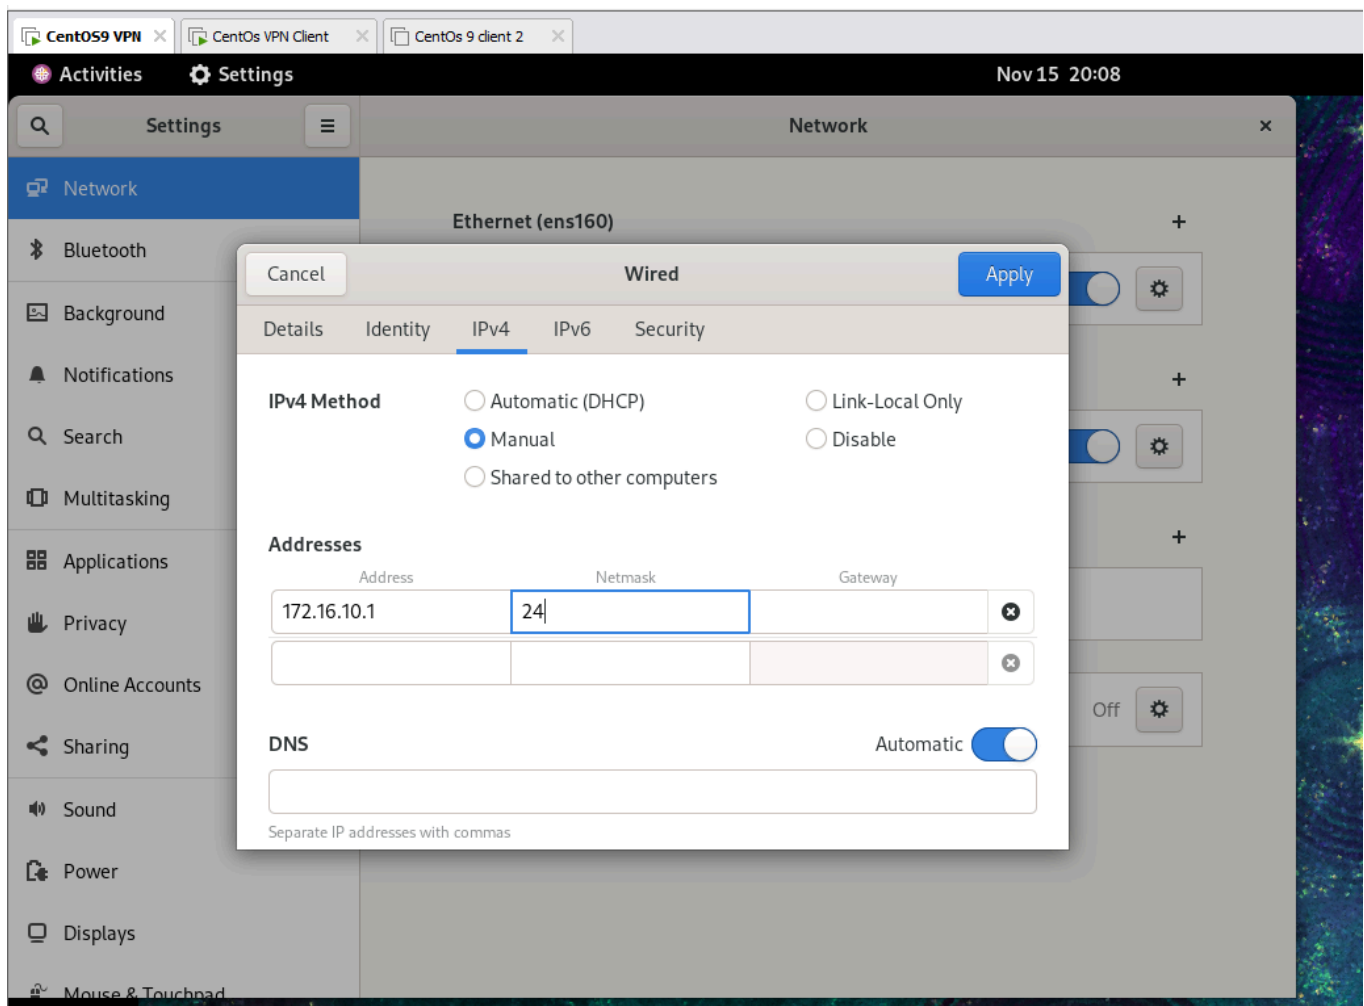 CentOS9 VPN
CentOs VPN Client
CentOs 9 client 2
Activities
Settings
Nov 15 20:08
Settings
Network
Network
Bluetooth
Background
Notifications
Search
Multitasking
Applications
Privacy
Online Accounts
Sharing
Sound
Power
Displays
Mouse & Touchpad
Ethernet (ens160)
Cancel
Wired
Apply
Details
Identity
IPv4
IPv6
Security
IPv4 Method
Automatic (DHCP)
Link-Local Only
Manual
Disable
Shared to other computers
Addresses
Address
Netmask
Gateway
172.16.10.1
24
DNS
Automatic
Separate IP addresses with commas
Off